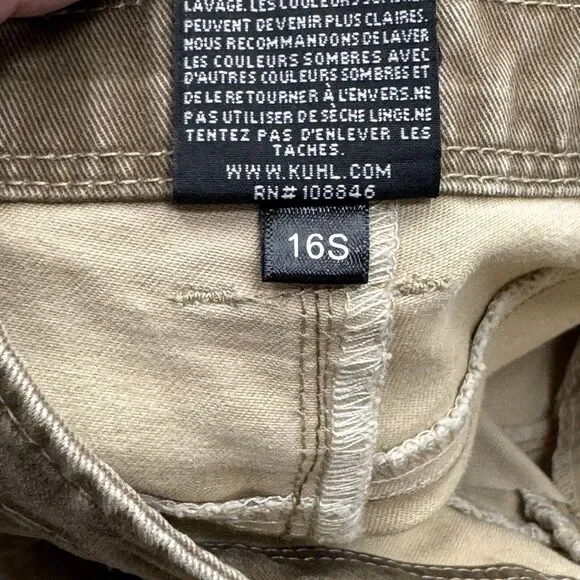 LAVAGE. LES COULEURS SOMBRES
PEUVENT DEVENIR PLUS CLAIRES.
NOUS RECOMMANDONS DE LAVER
LES COULEURS SOMBRES AVEC
D'AUTRES COULEURS SOMBRES ET
DE LE RETOURNER À L'ENVERS.NE
PAS UTILISER DE SÈCHE LINGE.NE
TENTEZ PAS D'ENLEVER LES
TACHES.
WWW.KUHL.COM
RN# 108846
16S